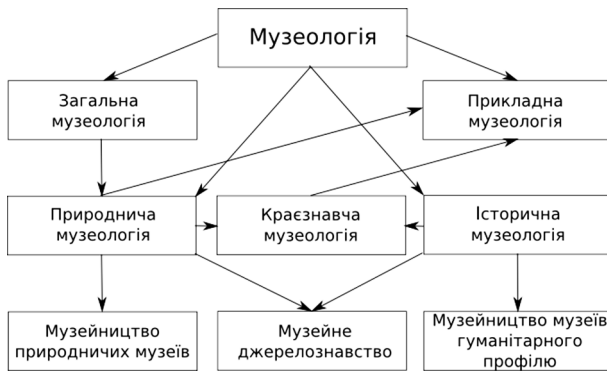 Музеологія
Загальна
музеологія
Прикладна
музеологія
Природнича
музеологія
Краєзнавча
музеологія
Історична
музеологія
Музейництво
природничих музеїв
Музейне
джерелознавство
Музейництво музеїв
гуманітарного
профілю